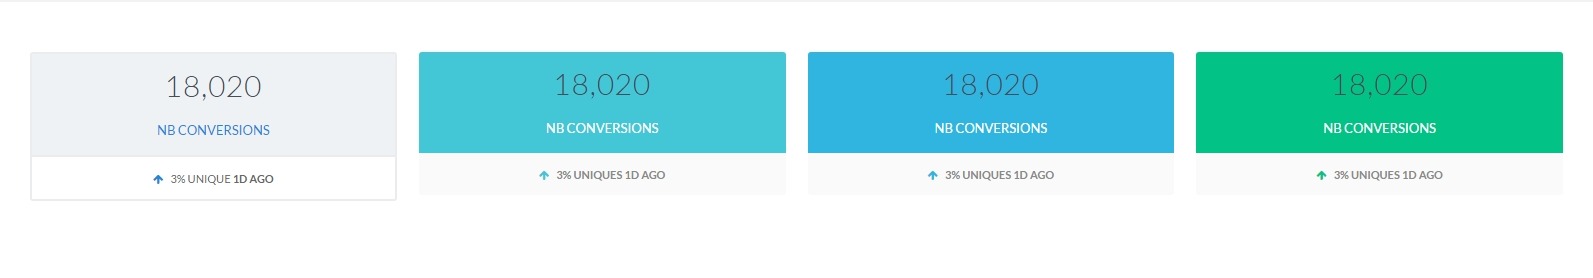 18,020
NB CONVERSIONS
3% UNIQUE 1D AGO
18,020
NB CONVERSIONS
3% UNIQUES 1D AGO
18,020
NB CONVERSIONS
3% UNIQUES 1D AGO
18,020
NB CONVERSIONS
3% UNIQUES 1D AGO